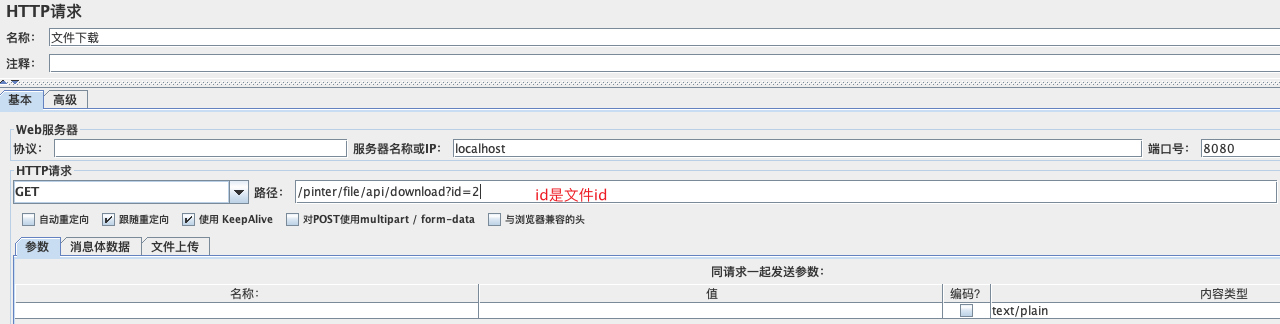 HTTP请求
名称： 文件下载
注释：
基本 高级
Web服务器
协议： 服务器名称或IP： localhost 端口号： 8080
HTTP请求
GET 路径： /pinter/file/api/download?id=2 id是文件id
自动重定向 跟随重定向 使用 KeepAlive 对POST使用multipart / form-data 与浏览器兼容的头
参数 消息体数据 文件上传
同请求一起发送参数：
名称： 值 编码? 内容类型
text/plain